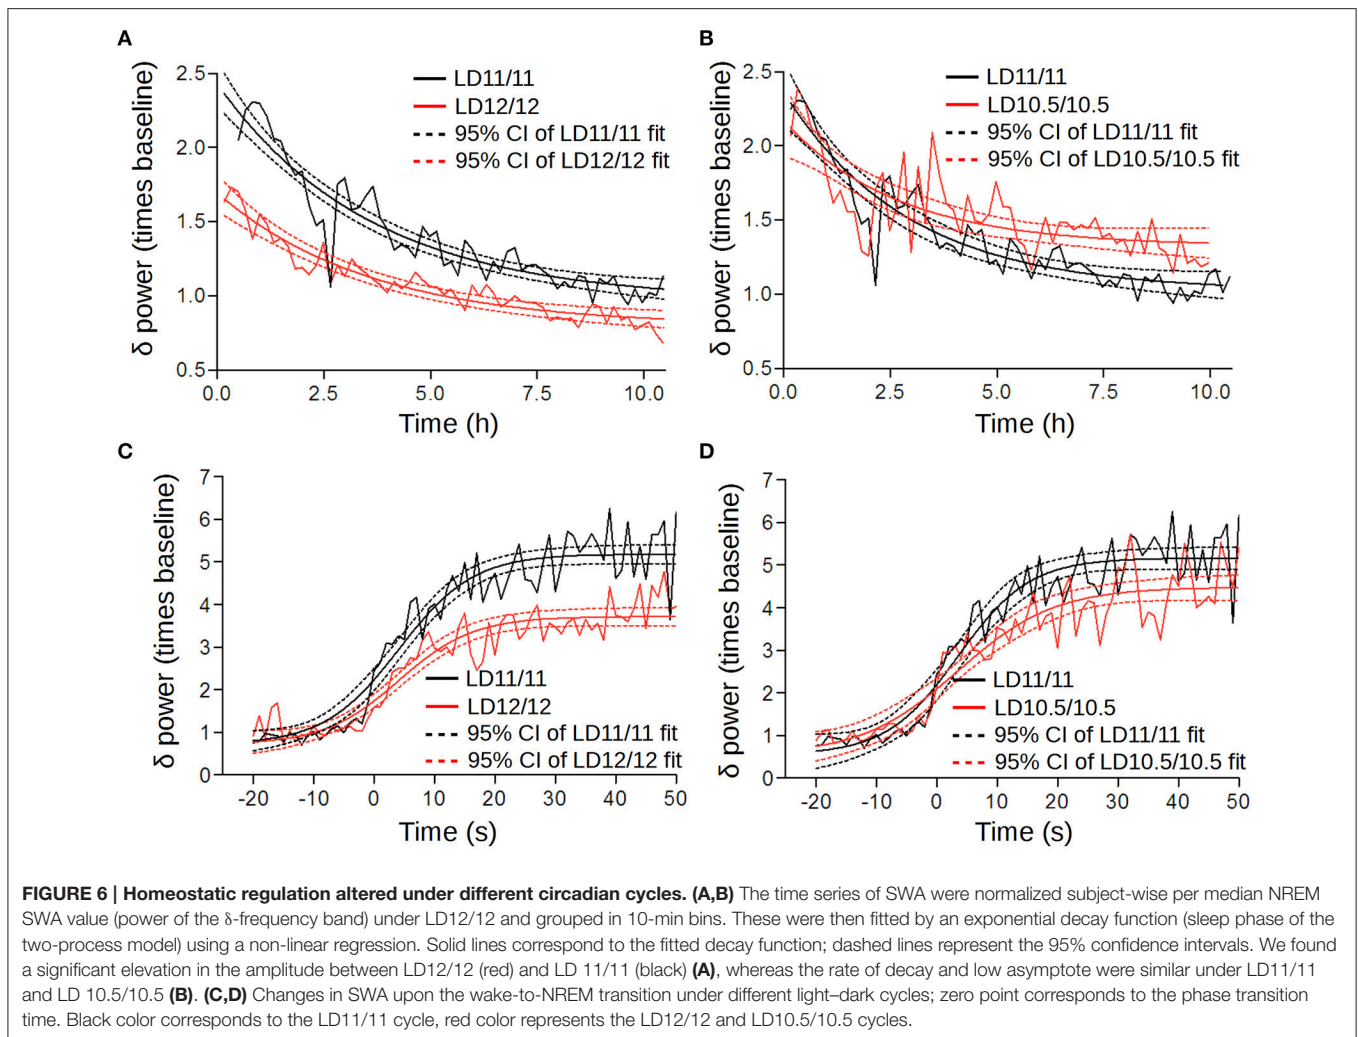 A
δ power (times baseline)
2.5
2.0
1.5
1.0
0.5
0.0
2.5
5.0
7.5
10.0
Time (h)
LD11/11
LD12/12
95% CI of LD11/11 fit
95% CI of LD12/12 fit
B
δ power (times baseline)
2.5
2.0
1.5
1.0
0.5
0.0
2.5
5.0
7.5
10.0
Time (h)
LD11/11
LD10.5/10.5
95% CI of LD11/11 fit
95% CI of LD10.5/10.5 fit
C
δ power (times baseline)
7
6
5
4
3
2
1
0
-20
-10
0
10
20
30
40
50
Time (s)
LD11/11
LD12/12
95% CI of LD11/11 fit
95% CI of LD12/12 fit
D
δ power (times baseline)
7
6
5
4
3
2
1
0
-20
-10
0
10
20
30
40
50
Time (s)
LD11/11
LD10.5/10.5
95% CI of LD11/11 fit
95% CI of LD10.5/10.5 fit
FIGURE 6 | Homeostatic regulation altered under different circadian cycles. (A,B) The time series of SWA were normalized subject-wise per median NREM
SWA value (power of the δ-frequency band) under LD12/12 and grouped in 10-min bins. These were then fitted by an exponential decay function (sleep phase of the
two-process model) using a non-linear regression. Solid lines correspond to the fitted decay function; dashed lines represent the 95% confidence intervals. We found
a significant elevation in the amplitude between LD12/12 (red) and LD 11/11 (black) (A), whereas the rate of decay and low asymptote were similar under LD11/11
and LD 10.5/10.5 (B). (C,D) Changes in SWA upon the wake-to-NREM transition under different light–dark cycles; zero point corresponds to the phase transition
time. Black color corresponds to the LD11/11 cycle, red color represents the LD12/12 and LD10.5/10.5 cycles.